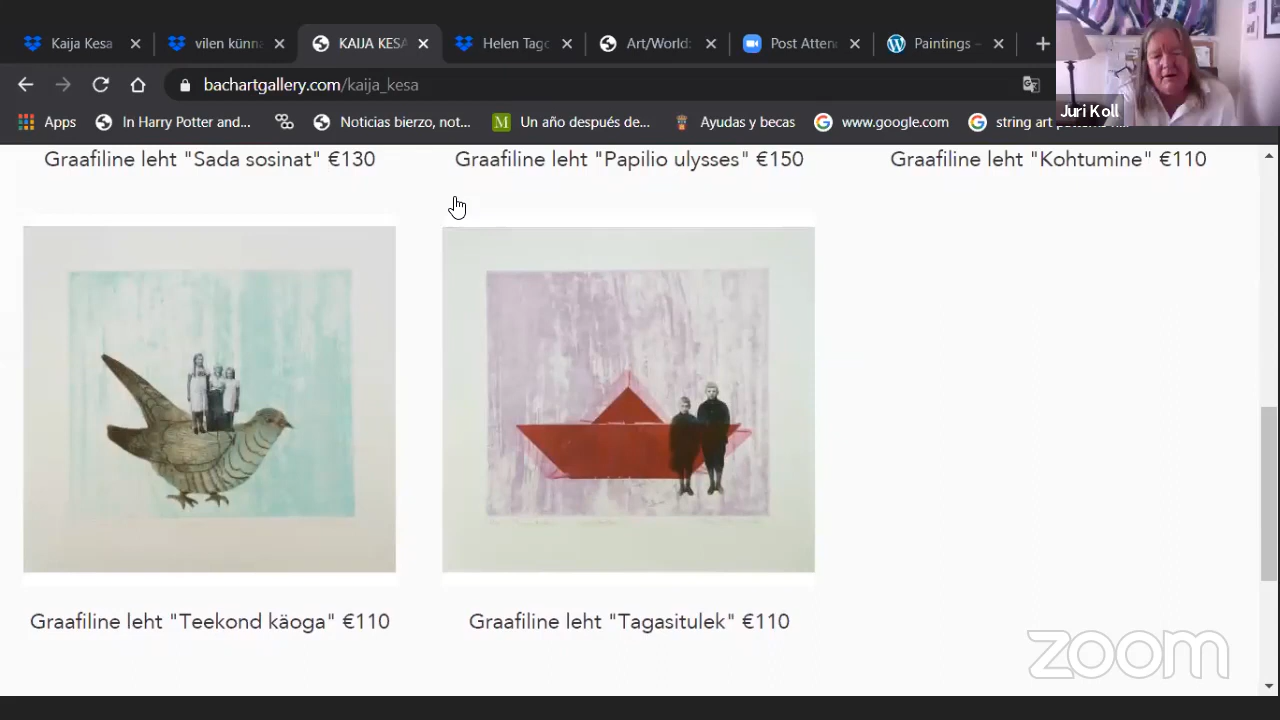 Kaija Kesa
vilen künn
KAIJA KESA
Helen Tago
Art/World:
Post Atten
Paintings –
bachartgallery.com/kaija_kesa
Juri Koll
Apps
In Harry Potter and...
Noticias bierzo, not...
M
Un año después de...
Ayudas y becas
www.google.com
string art
Graafiline leht "Sada sosinat" €130
Graafiline leht "Papilio ulysses" €150
Graafiline leht "Kohtumine" €110
Graafiline leht "Teekond käoga" €110
Graafiline leht "Tagasitulek" €110
zoom